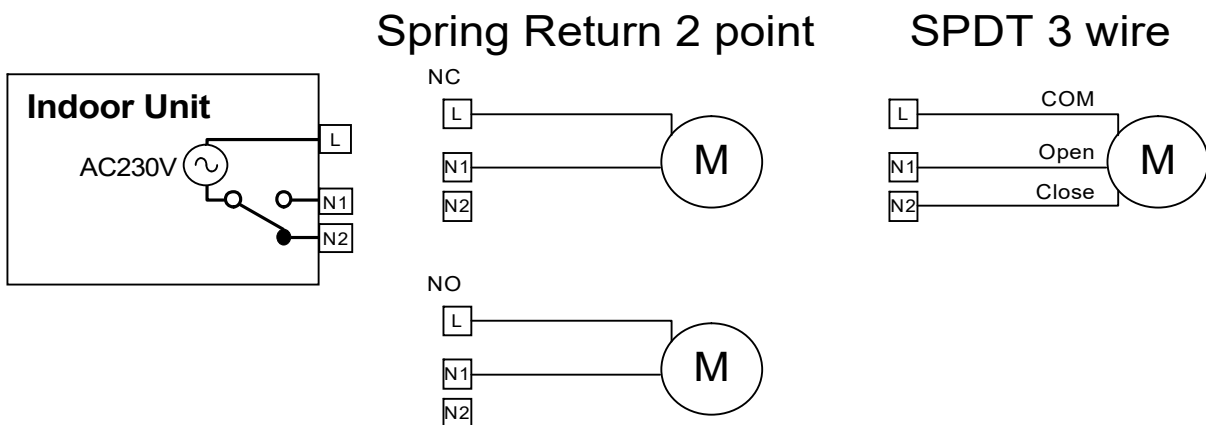 Spring Return 2 point
SPDT 3 wire
Indoor Unit
AC230V
L
N1
N2
NC
L
N1
N2
M
NO
L
N1
N2
M
L
N1
N2
COM
Open
Close
M